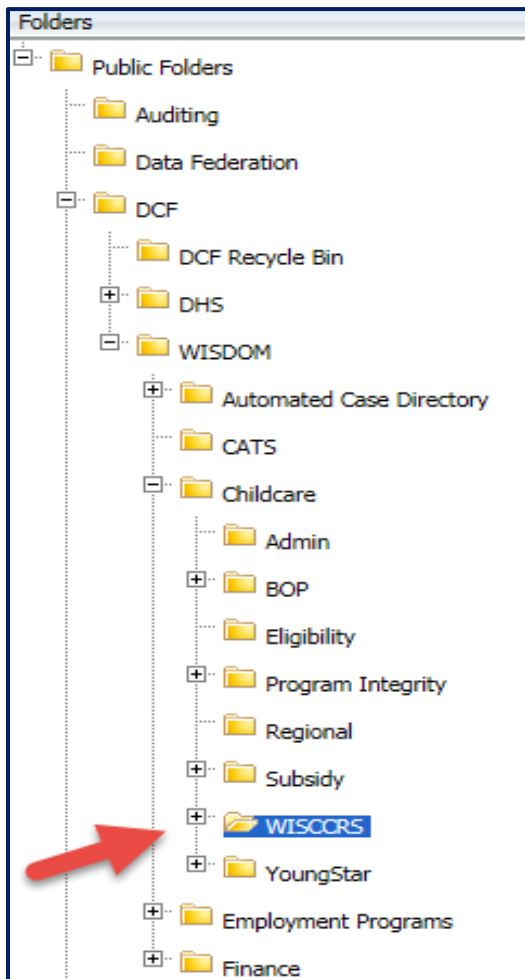 Folders
Public Folders
Auditing
Data Federation
DCF
DCF Recycle Bin
DHS
WISDOM
Automated Case Directory
CATS
Childcare
Admin
BOP
Eligibility
Program Integrity
Regional
Subsidy
WISCCRS
YoungStar
Employment Programs
Finance